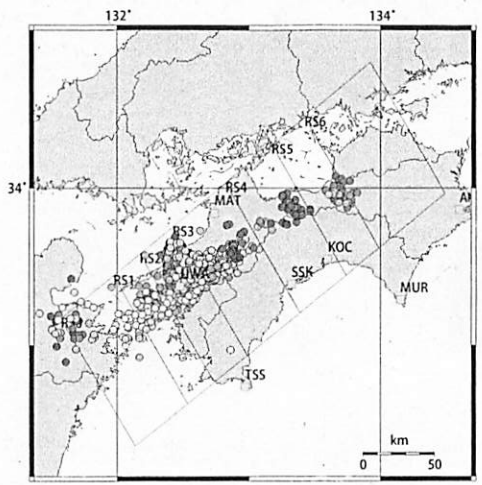 132°
134°
RS6
RS5
34°
RS4
MAT
RS3
RS2
UWA
RS1
KOC
SSK
MUR
TSS
km
0
50